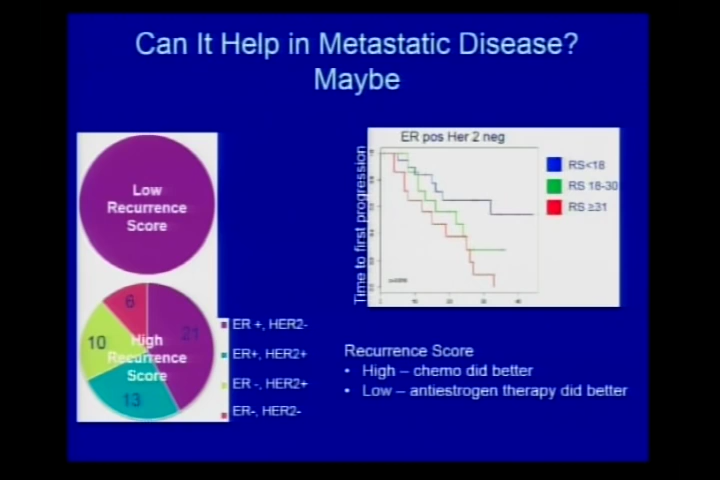 Can It Help in Metastatic Disease?
Maybe
Low
Recurrence
Score
6
21
10
High
Recurrence
Score
13
ER +, HER2-
ER+, HER2+
ER -, HER2+
ER-, HER2-
ER pos Her 2 neg
Time to first progression
RS<18
RS 18-30
RS ≥31
Recurrence Score
• High – chemo did better
• Low – antiestrogen therapy did better